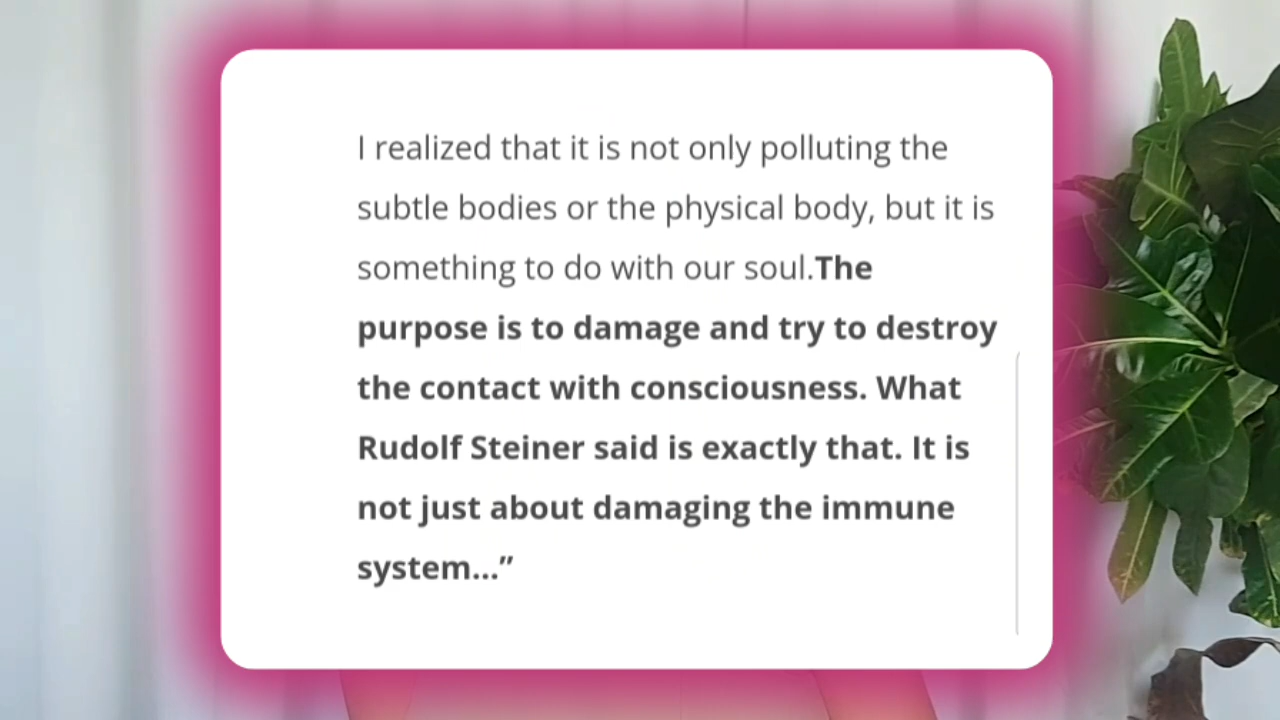 I realized that it is not only polluting the
subtle bodies or the physical body, but it is
something to do with our soul.The
purpose is to damage and try to destroy
the contact with consciousness. What
Rudolf Steiner said is exactly that. It is
not just about damaging the immune
system...”